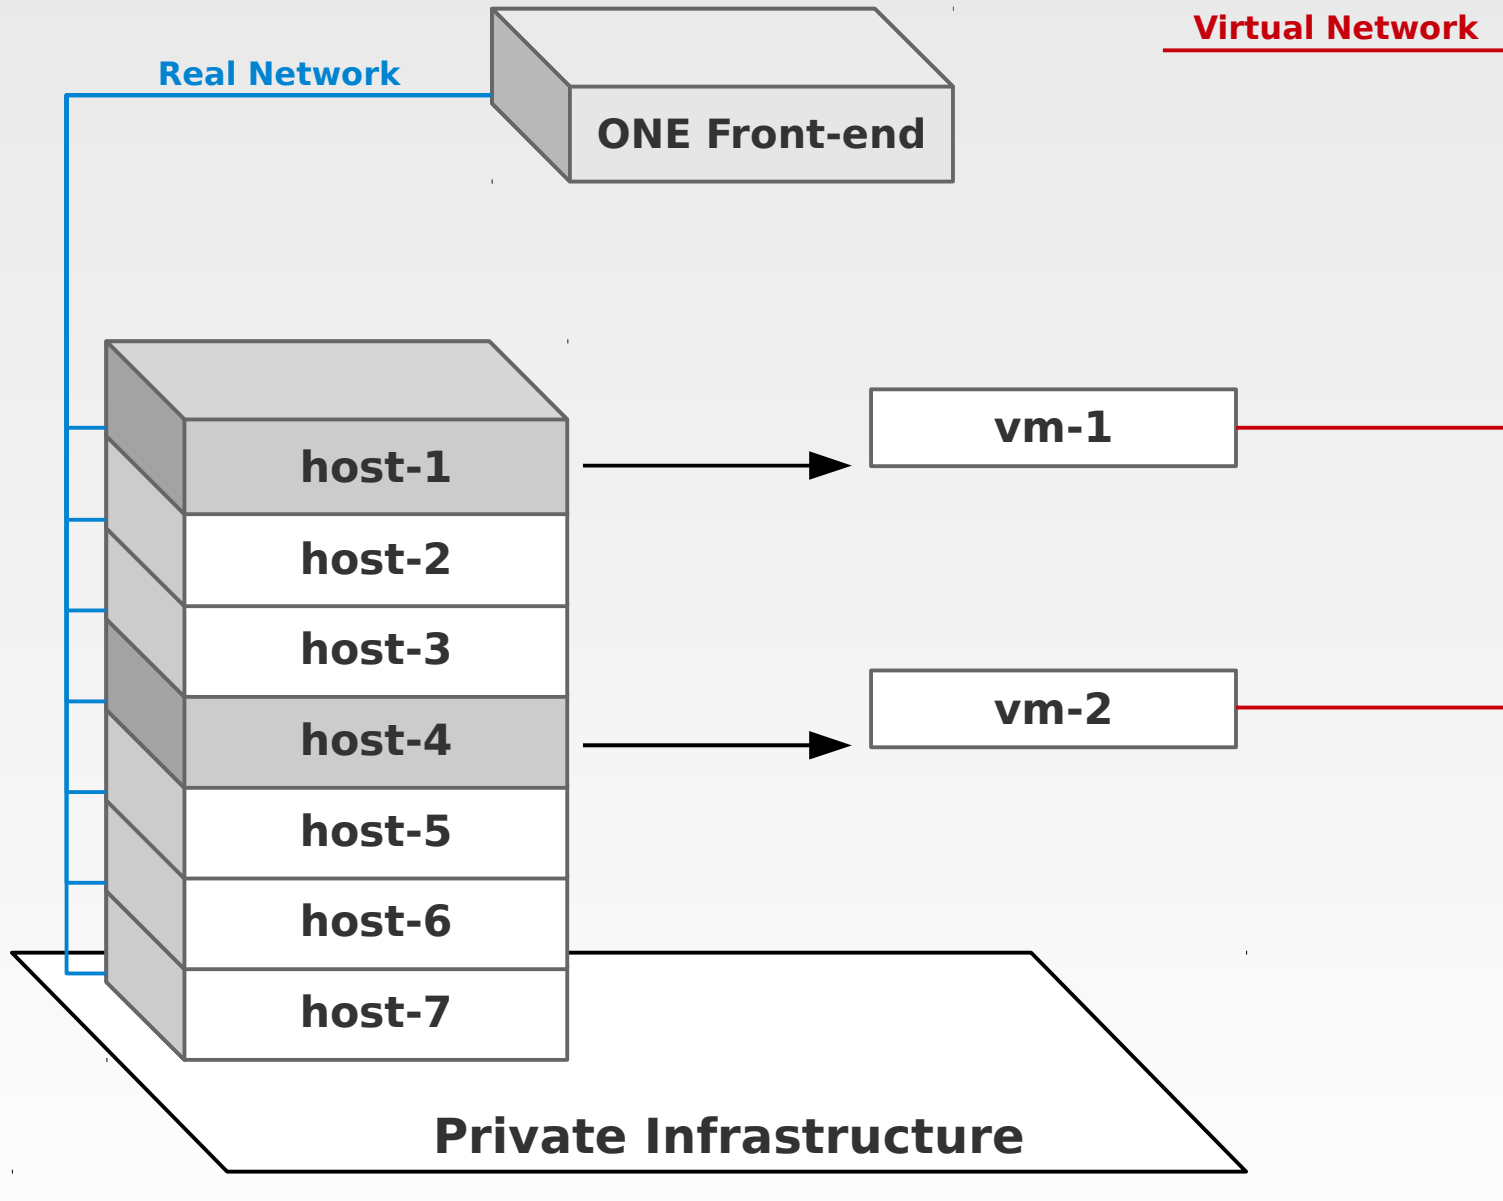 Virtual Network
Real Network
ONE Front-end
host-1
vm-1
host-2
host-3
vm-2
host-4
host-5
host-6
host-7
Private Infrastructure